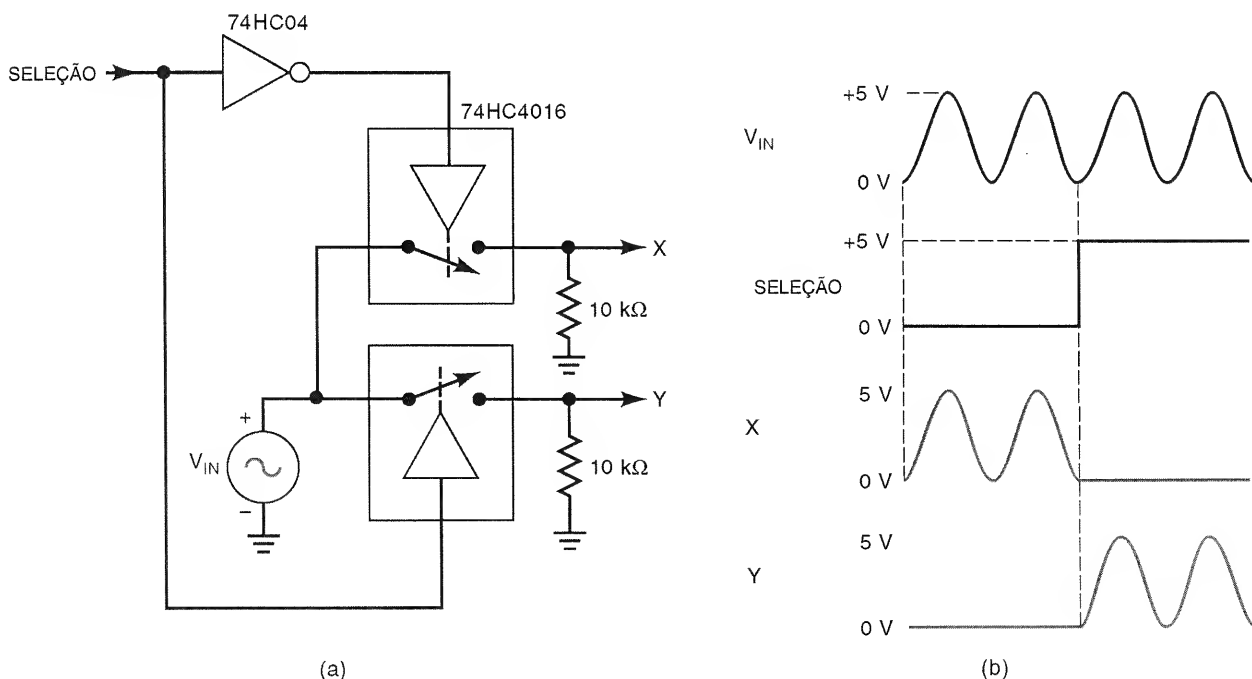 74HC04
SELEÇÃO
74HC4016
X
10 kΩ
Y
+
V_IN
−
10 kΩ
(a)
+5 V
V_IN
0 V
+5 V
SELEÇÃO
0 V
5 V
X
0 V
5 V
Y
0 V
(b)